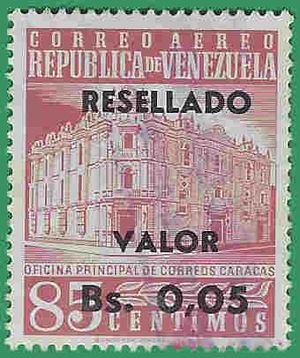 CORREO AEREO
REPUBLICA DE VENEZUELA
RESELLADO
VALOR
OFICINA PRINCIPAL DE CORREOS CARACAS
Bs. 0,05
85 CENTIMOS